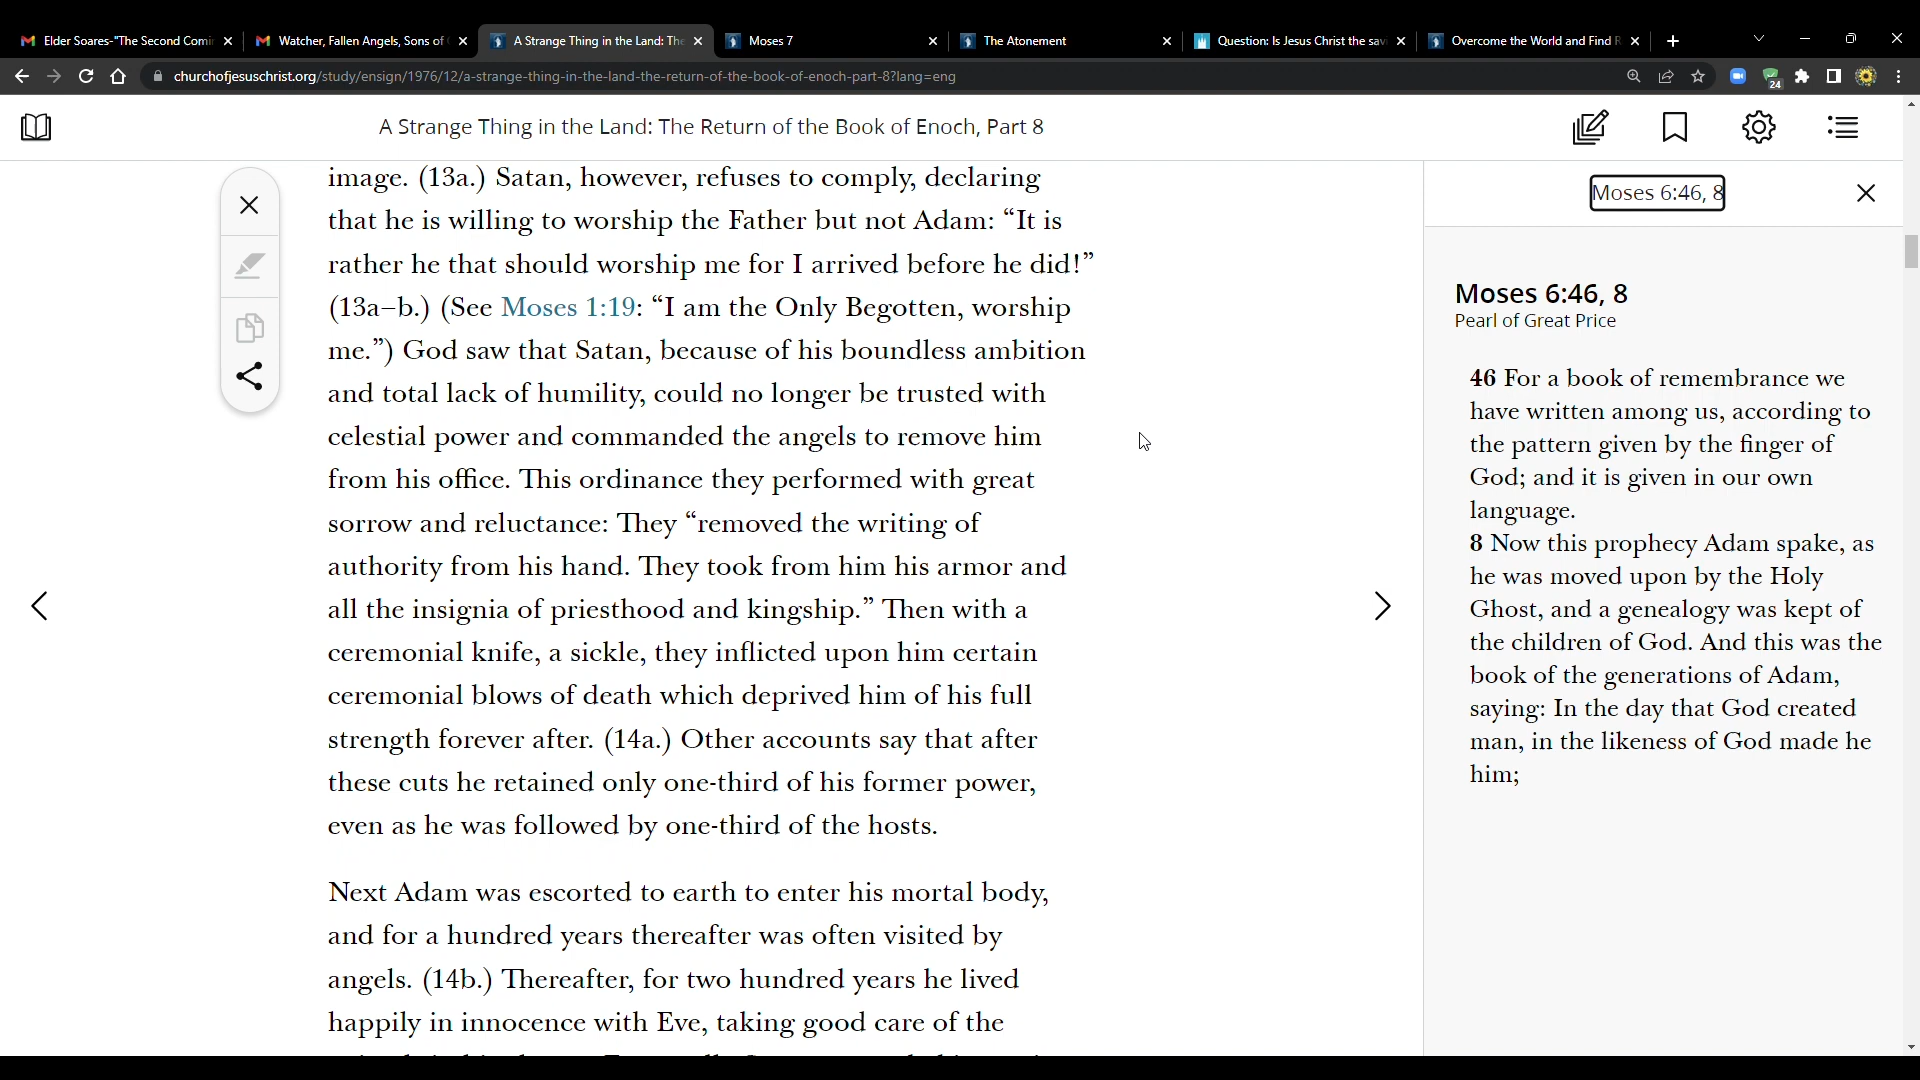 Elder Soares-"The Second Comi
Watcher, Fallen Angels, Sons of
A Strange Thing in the Land: The
Moses 7
The Atonement
Question: Is Jesus Christ the savi
Overcome the World and Find R
churchofjesuschrist.org/study/ensign/1976/12/a-strange-thing-in-the-land-the-return-of-the-book-of-enoch-part-8?lang=eng
24
A Strange Thing in the Land: The Return of the Book of Enoch, Part 8
image. (13a.) Satan, however, refuses to comply, declaring
that he is willing to worship the Father but not Adam: “It is
rather he that should worship me for I arrived before he did!”
(13a–b.) (See Moses 1:19: “I am the Only Begotten, worship
me.”) God saw that Satan, because of his boundless ambition
and total lack of humility, could no longer be trusted with
celestial power and commanded the angels to remove him
from his office. This ordinance they performed with great
sorrow and reluctance: They “removed the writing of
authority from his hand. They took from him his armor and
all the insignia of priesthood and kingship.” Then with a
ceremonial knife, a sickle, they inflicted upon him certain
ceremonial blows of death which deprived him of his full
strength forever after. (14a.) Other accounts say that after
these cuts he retained only one-third of his former power,
even as he was followed by one-third of the hosts.
Next Adam was escorted to earth to enter his mortal body,
and for a hundred years thereafter was often visited by
angels. (14b.) Thereafter, for two hundred years he lived
happily in innocence with Eve, taking good care of the
Moses 6:46, 8
Moses 6:46, 8
Pearl of Great Price
46 For a book of remembrance we
have written among us, according to
the pattern given by the finger of
God; and it is given in our own
language.
8 Now this prophecy Adam spake, as
he was moved upon by the Holy
Ghost, and a genealogy was kept of
the children of God. And this was the
book of the generations of Adam,
saying: In the day that God created
man, in the likeness of God made he
him;